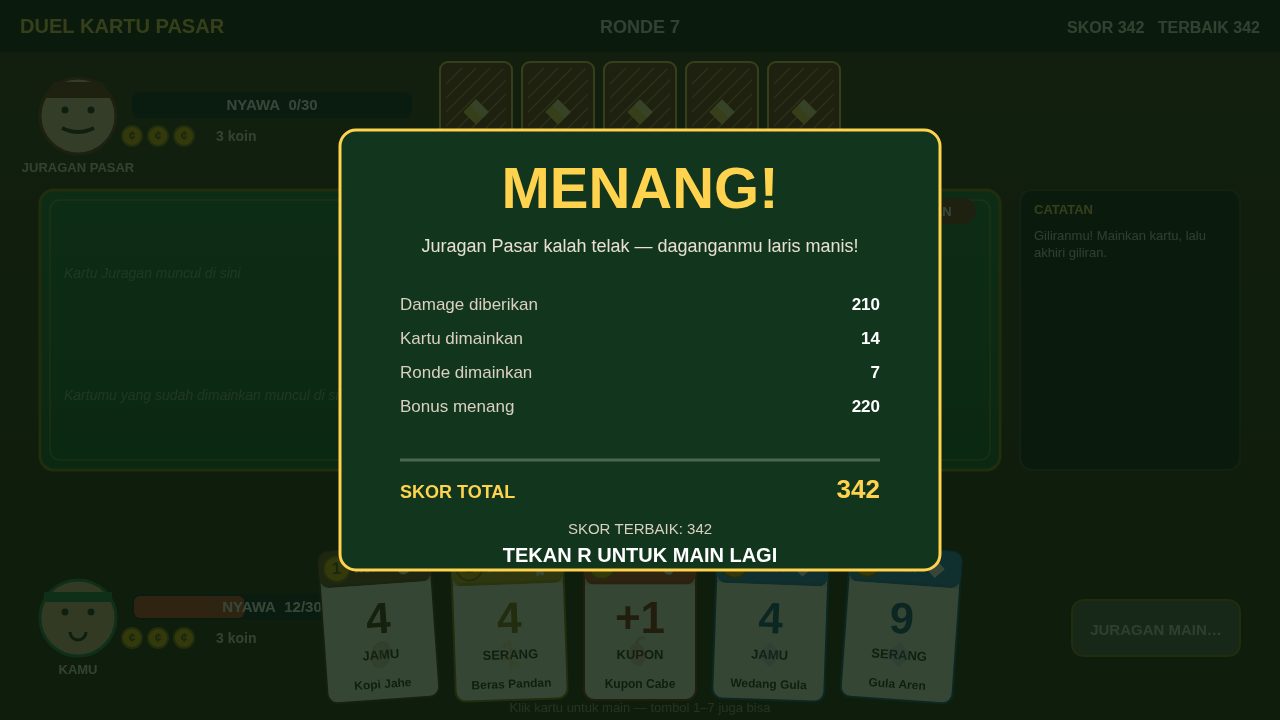 DUEL KARTU PASAR
RONDE 7
SKOR 342 TERBAIK 342
NYAWA 0/30
3 koin
JURAGAN PASAR
CATATAN
Giliranmu! Mainkan kartu, lalu
akhiri giliran.
Kartu Juragan muncul di sini
Kartumu yang sudah dimainkan muncul di si
MENANG!
Juragan Pasar kalah telak — daganganmu laris manis!
Damage diberikan 210
Kartu dimainkan 14
Ronde dimainkan 7
Bonus menang 220
SKOR TOTAL 342
SKOR TERBAIK: 342
TEKAN R UNTUK MAIN LAGI
NYAWA 12/30
3 koin
KAMU
4
JAMU
Kopi Jahe
4
SERANG
Beras Pandan
+1
KUPON
Kupon Cabe
4
JAMU
Wedang Gula
9
SERANG
Gula Aren
JURAGAN MAIN...
Klik kartu untuk main — tombol 1–7 juga bisa